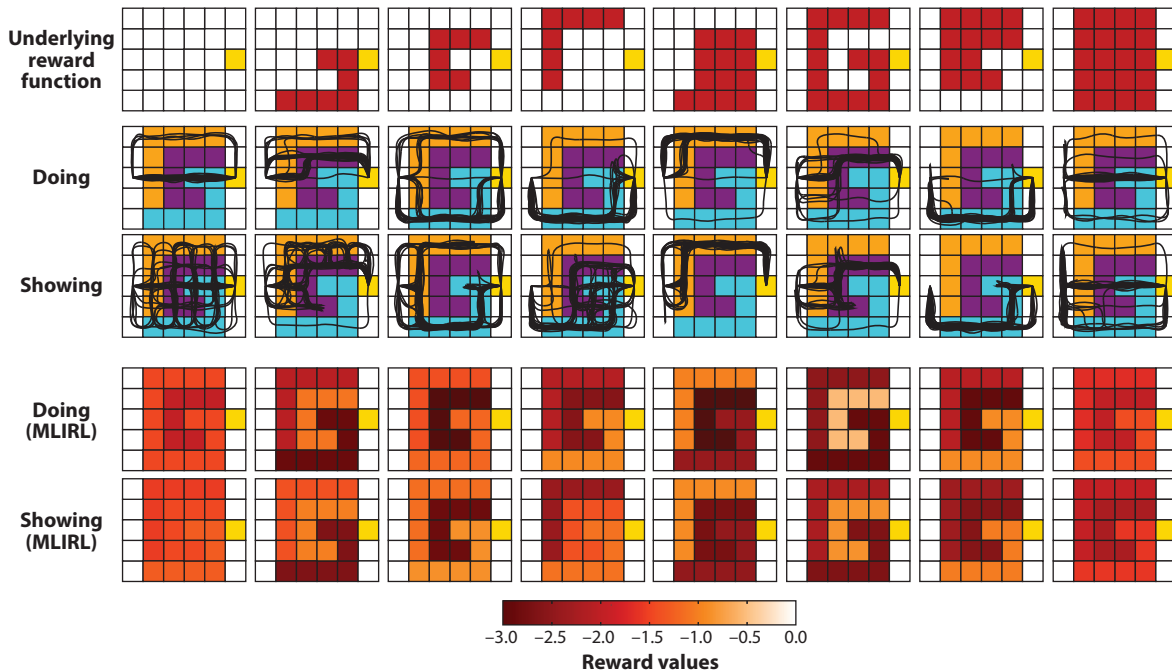 Underlying
reward
function
Doing
Showing
Doing
(MLIRL)
Showing
(MLIRL)
−3.0 −2.5 −2.0 −1.5 −1.0 −0.5 0.0
Reward values